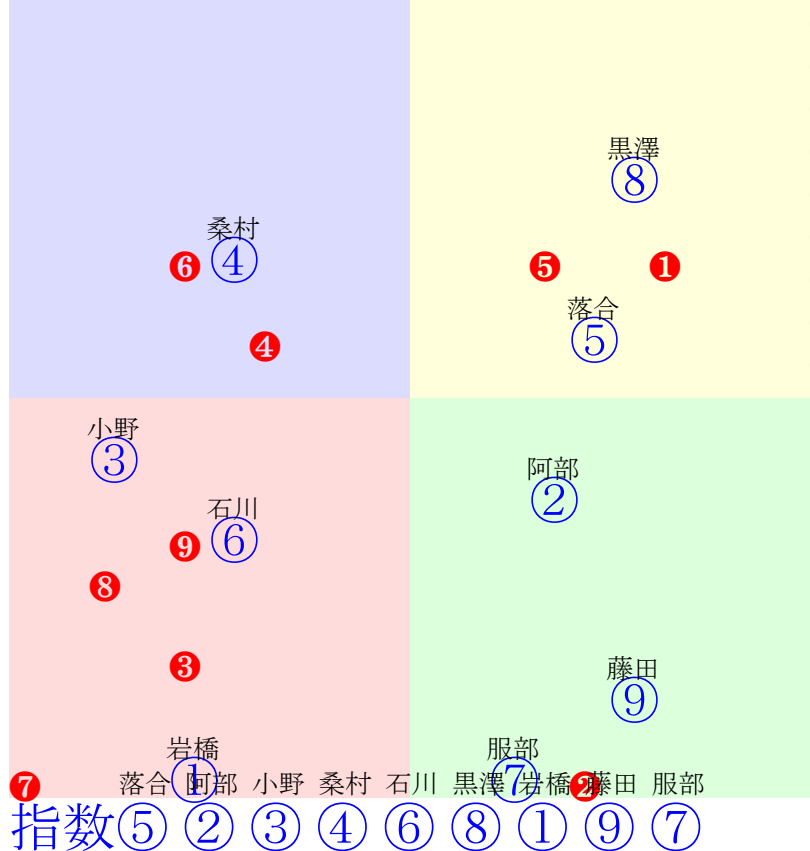 黒澤
⑧
桑村
❻ ④ ❺ ❶
落合
❹ ⑤
小野
③
阿部
石川 ②
❾ ⑥
❽
❸ 藤田
⑨
岩橋 服部
❼ ① ⑦ ❷
落合 阿部 小野 桑村 石川 黒澤 岩橋 藤田 服部
指数⑤ ② ③ ④ ⑥ ⑧ ① ⑨ ⑦